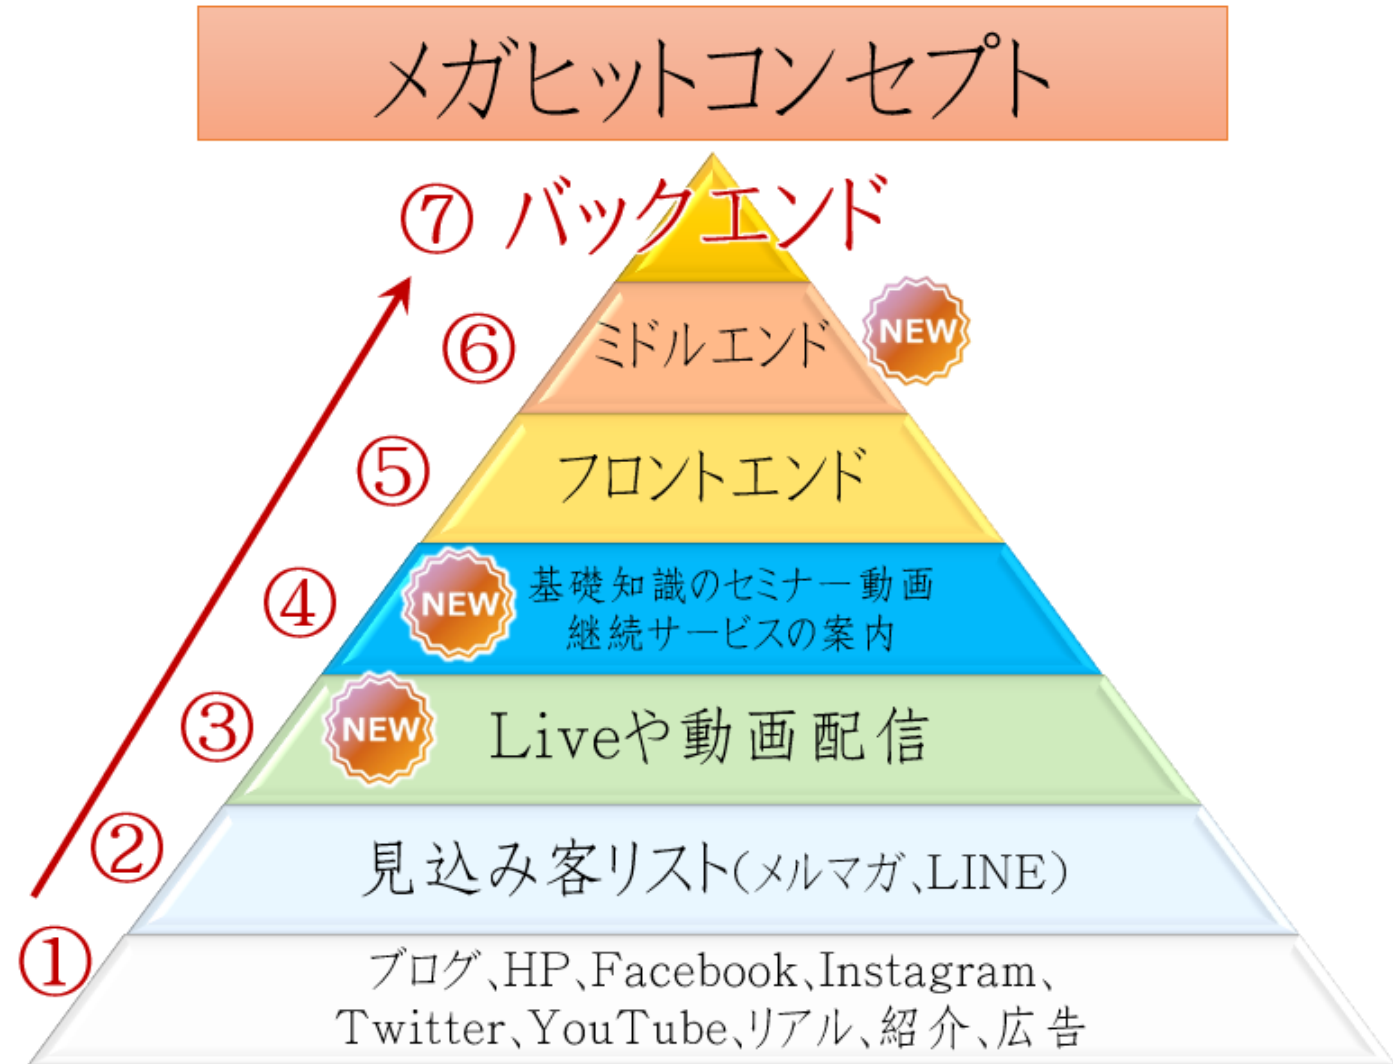 メガヒットコンセプト
⑦ バックエンド
⑥ ミドルエンド NEW
⑤ フロントエンド
④ NEW 基礎知識のセミナー動画
継続サービスの案内
③ NEW Liveや動画配信
② 見込み客リスト(メルマガ、LINE)
① ブログ、HP、Facebook、Instagram、
Twitter、YouTube、リアル、紹介、広告